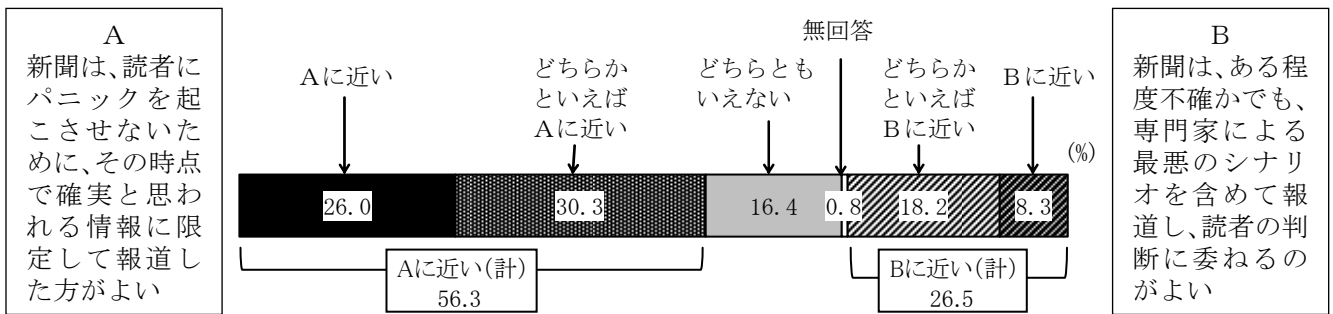 A
新聞は、読者に
パニックを起
こさせないた
めに、その時点
で確実と思わ
れる情報に限
定して報道し
た方がよい
Aに近い
どちらか
といえば
Aに近い
どちらとも
いえない
無回答
どちらか
といえば
Bに近い
Bに近い
(%)
26.0
30.3
16.4
0.8
18.2
8.3
Aに近い(計)
56.3
Bに近い(計)
26.5
B
新聞は、ある程
度不確かでも、
専門家による
最悪のシナリ
オを含めて報
道し、読者の判
断に委ねるの
がよい